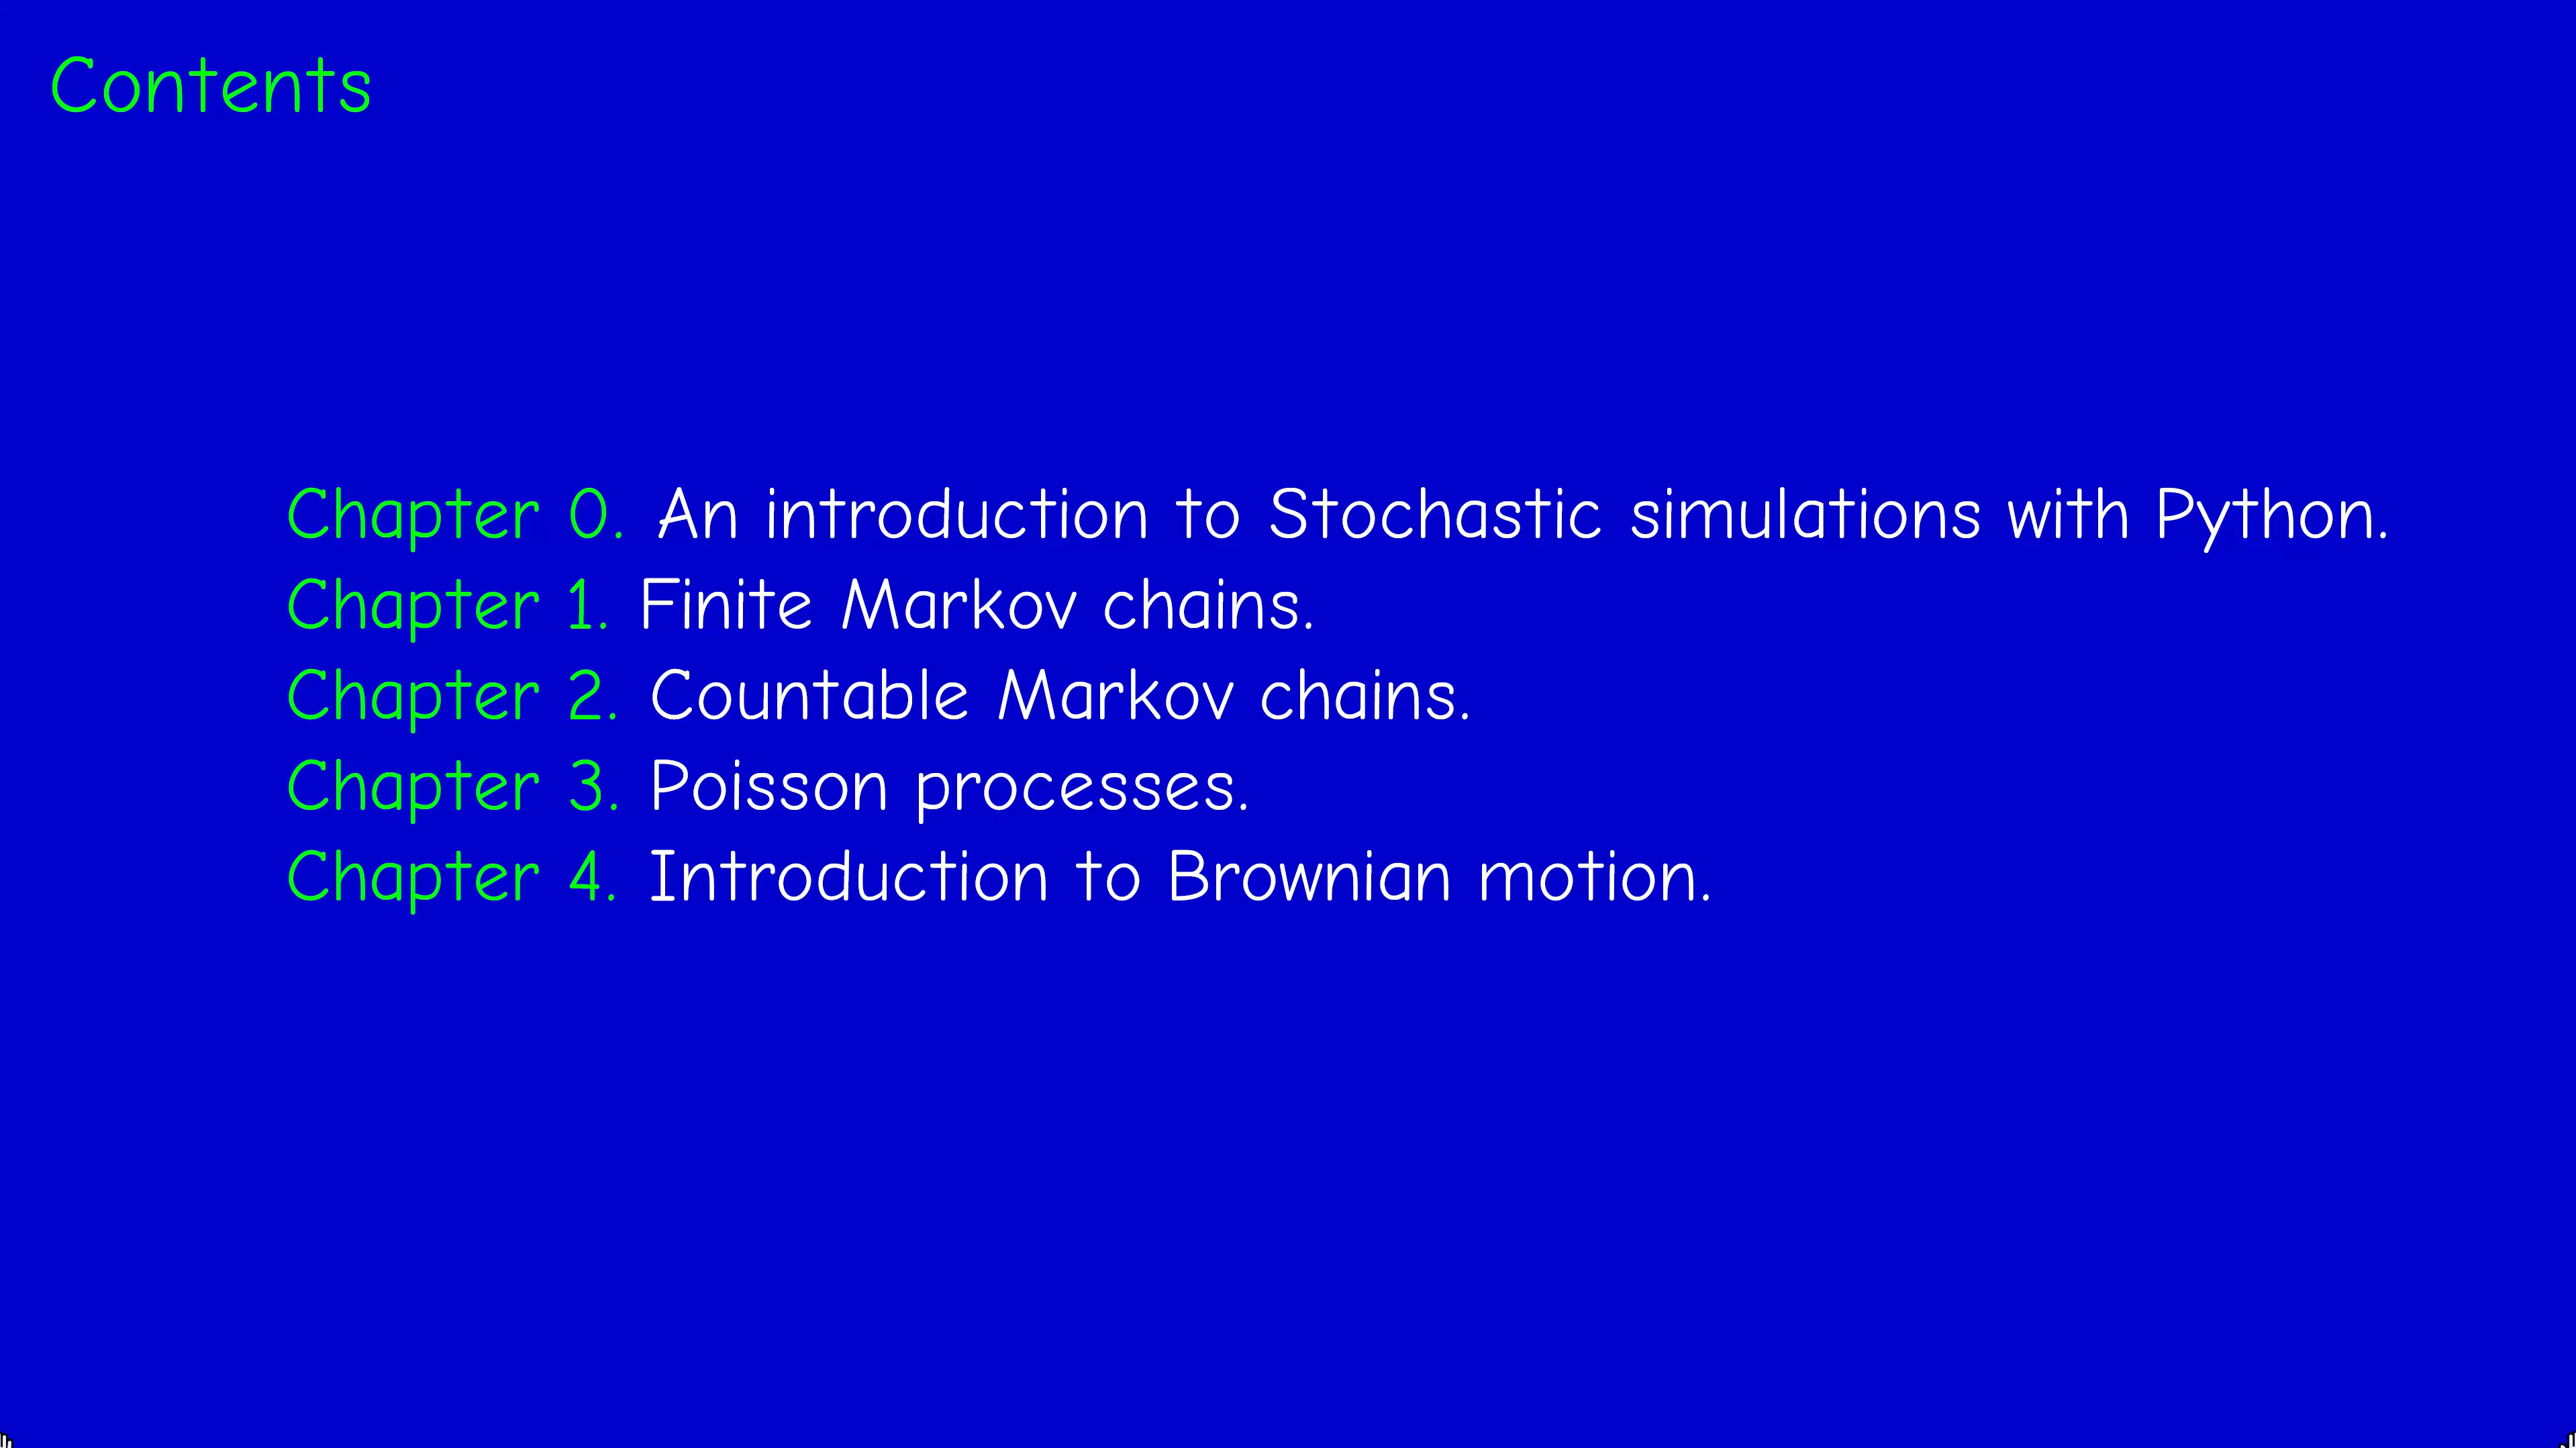 Contents
Chapter 0. An introduction to Stochastic simulations with Python.
Chapter 1. Finite Markov chains.
Chapter 2. Countable Markov chains.
Chapter 3. Poisson processes.
Chapter 4. Introduction to Brownian motion.